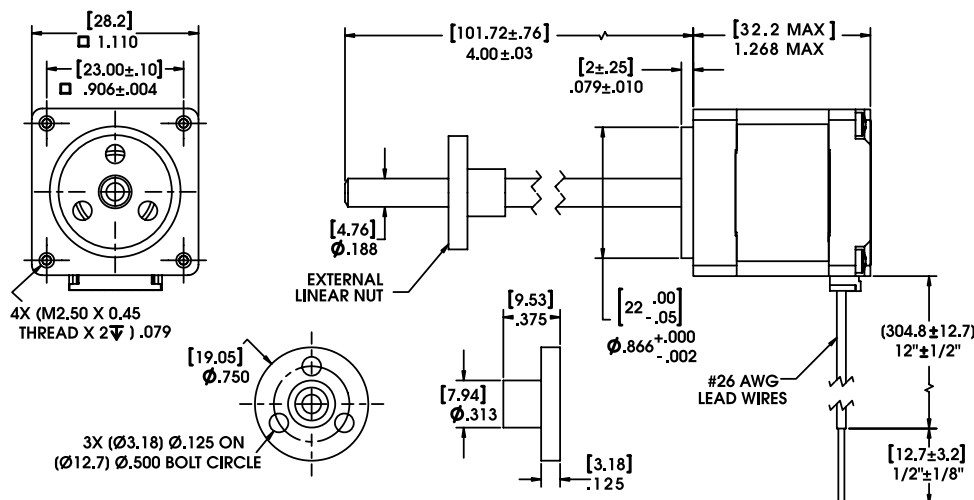 [28.2]
□ 1.110
[23.00±.10]
□ .906±.004
4X (M2.50 X 0.45
THREAD X 2↧ ) .079
[101.72±.76]
4.00±.03
[32.2 MAX ]
1.268 MAX
[2±.25]
.079±.010
[4.76]
Ø.188
EXTERNAL
LINEAR NUT
[22 .00
-.05]
Ø.866+.000
-.002
(304.8±12.7)
12"±1/2"
#26 AWG
LEAD WIRES
[12.7±3.2]
1/2"±1/8"
[19.05]
Ø.750
3X (Ø3.18) Ø.125 ON
(Ø12.7) Ø.500 BOLT CIRCLE
[9.53]
.375
[7.94]
Ø.313
[3.18]
.125